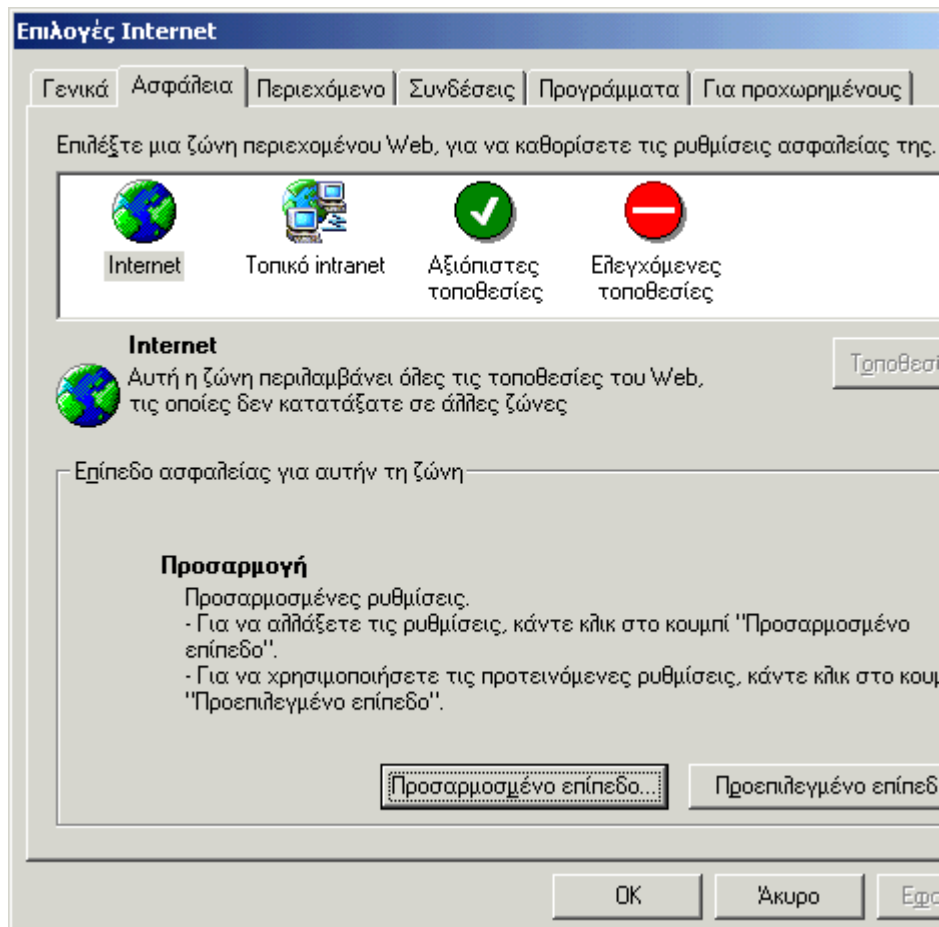 Επιλογές Internet
Γενικά Ασφάλεια Περιεχόμενο Συνδέσεις Προγράμματα Για προχωρημένους
Επιλέξτε μια ζώνη περιεχομένου Web, για να καθορίσετε τις ρυθμίσεις ασφαλείας της.
Internet Τοπικό intranet Αξιόπιστες τοποθεσίες Ελεγχόμενες τοποθεσίες
Internet
Αυτή η ζώνη περιλαμβάνει όλες τις τοποθεσίες του Web,
τις οποίες δεν κατατάξατε σε άλλες ζώνες
Επίπεδο ασφαλείας για αυτήν τη ζώνη
Προσαρμογή
Προσαρμοσμένες ρυθμίσεις.
- Για να αλλάξετε τις ρυθμίσεις, κάντε κλικ στο κουμπί "Προσαρμοσμένο
επίπεδο".
- Για να χρησιμοποιήσετε τις προτεινόμενες ρυθμίσεις, κάντε κλικ στο
"Προεπιλεγμένο επίπεδο".
Προσαρμοσμένο επίπεδο... Προεπιλεγμένο
OK Άκυρο